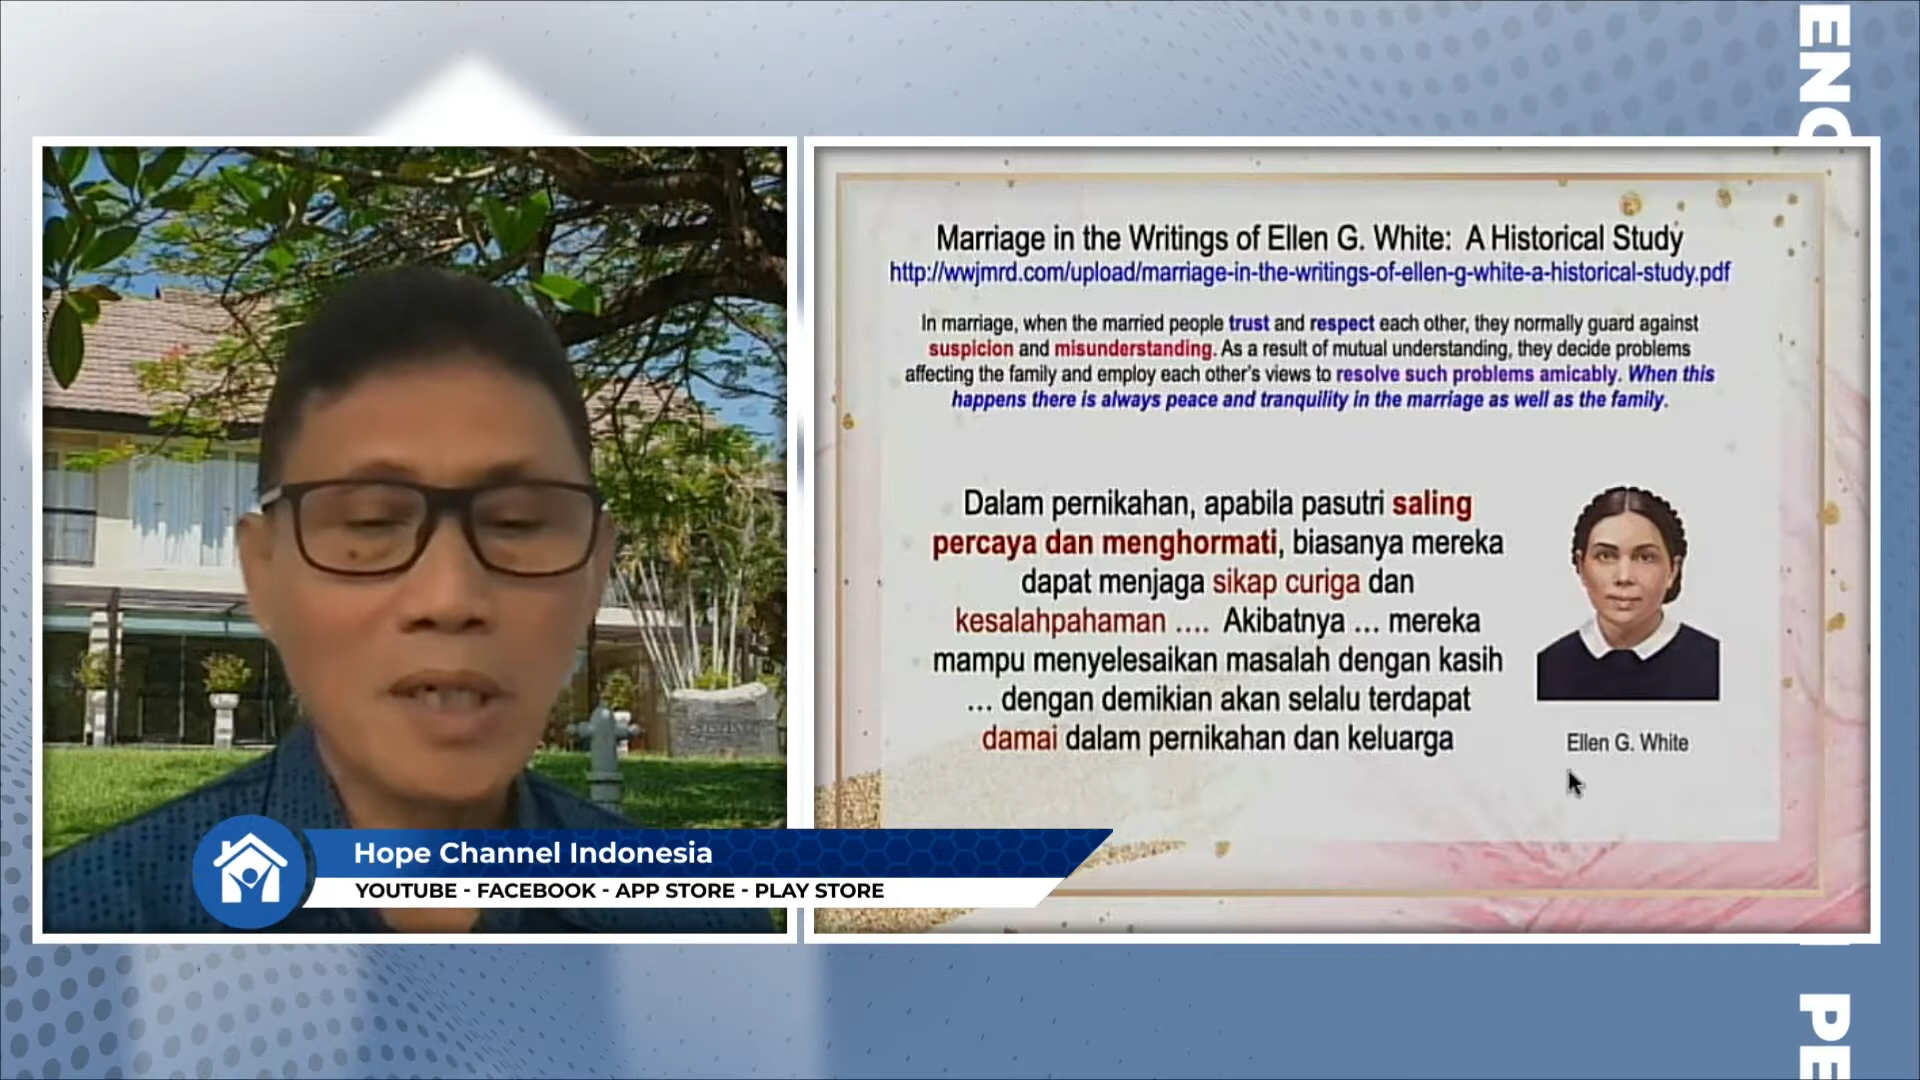 ENG
Marriage in the Writings of Ellen G. White: A Historical Study
http://wwjmrd.com/upload/marriage-in-the-writings-of-ellen-g-white-a-historical-study.pdf
In marriage, when the married people trust and respect each other, they normally guard against
suspicion and misunderstanding. As a result of mutual understanding, they decide problems
affecting the family and employ each other's views to resolve such problems amicably. When this
happens there is always peace and tranquility in the marriage as well as the family.
Dalam pernikahan, apabila pasutri saling
percaya dan menghormati, biasanya mereka
dapat menjaga sikap curiga dan
kesalahpahaman .... Akibatnya ... mereka
mampu menyelesaikan masalah dengan kasih
... dengan demikian akan selalu terdapat
damai dalam pernikahan dan keluarga
Ellen G. White
Hope Channel Indonesia
YOUTUBE - FACEBOOK - APP STORE - PLAY STORE
PE